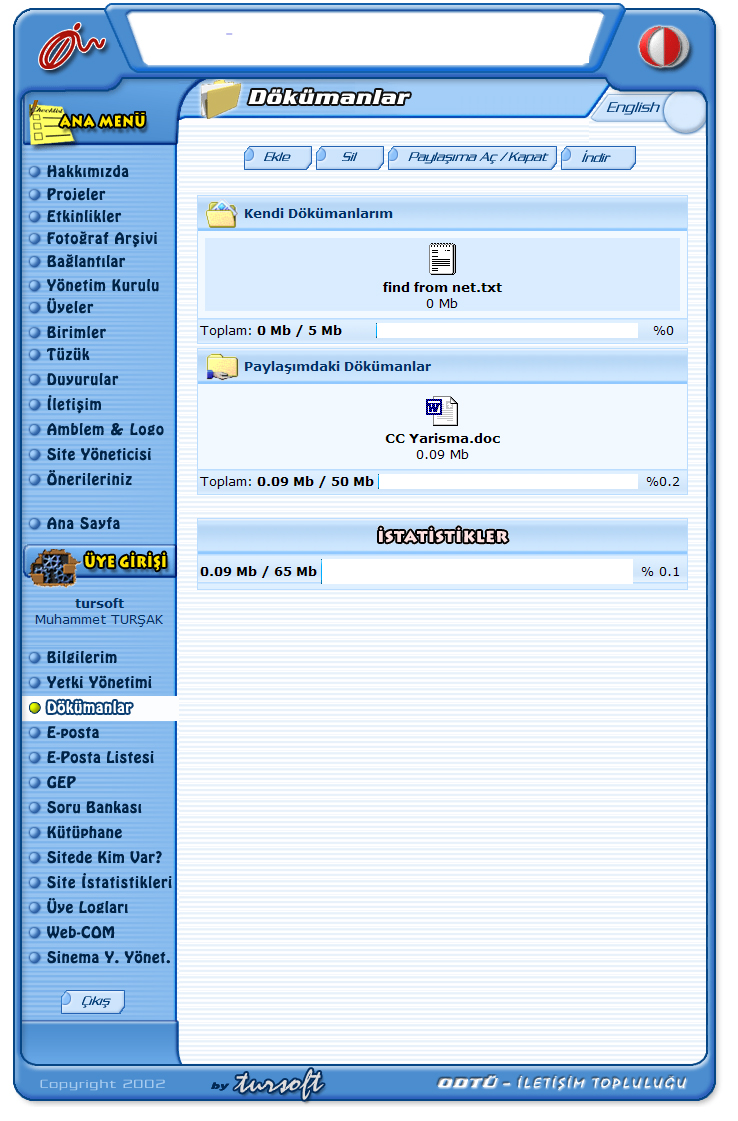 Dökümanlar
English
Checklist
ANA MENÜ
Ekle
Sil
Paylaşıma Aç / Kapat
İndir
Hakkımızda
Projeler
Etkinlikler
Fotoğraf Arşivi
Bağlantılar
Yönetim Kurulu
Üyeler
Birimler
Tüzük
Duyurular
İletişim
Amblem & Logo
Site Yöneticisi
Önerileriniz
Ana Sayfa
ÜYE GİRİŞİ
tursoft
Muhammet TURŞAK
Bilgilerim
Yetki Yönetimi
Dökümanlar
E-posta
E-Posta Listesi
GEP
Soru Bankası
Kütüphane
Sitede Kim Var?
Site İstatistikleri
Üye Logları
Web-COM
Sinema Y. Yönet.
Çıkış
Kendi Dökümanlarım
find from net.txt
0 Mb
Toplam: 0 Mb / 5 Mb %0
Paylaşımdaki Dökümanlar
CC Yarisma.doc
0.09 Mb
Toplam: 0.09 Mb / 50 Mb %0.2
İSTATİSTİKLER
0.09 Mb / 65 Mb % 0.1
Copyright 2002
by tursoft
ODTÜ - İLETİŞİM TOPLULUĞU